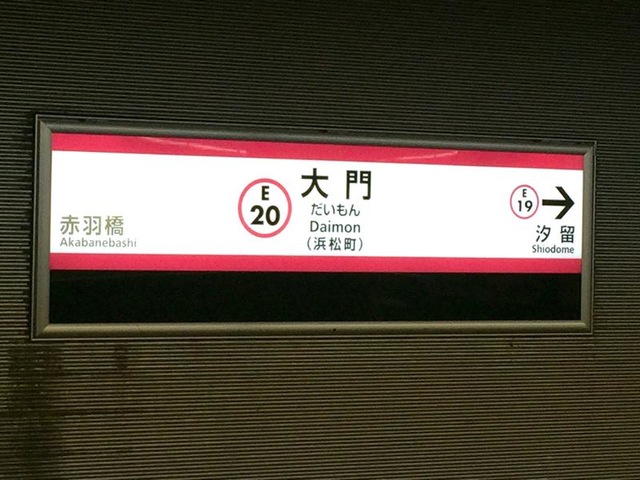 赤羽橋
Akabanebashi
E
20
大門
だいもん
Daimon
(浜松町)
E
19
汐留
Shiodome